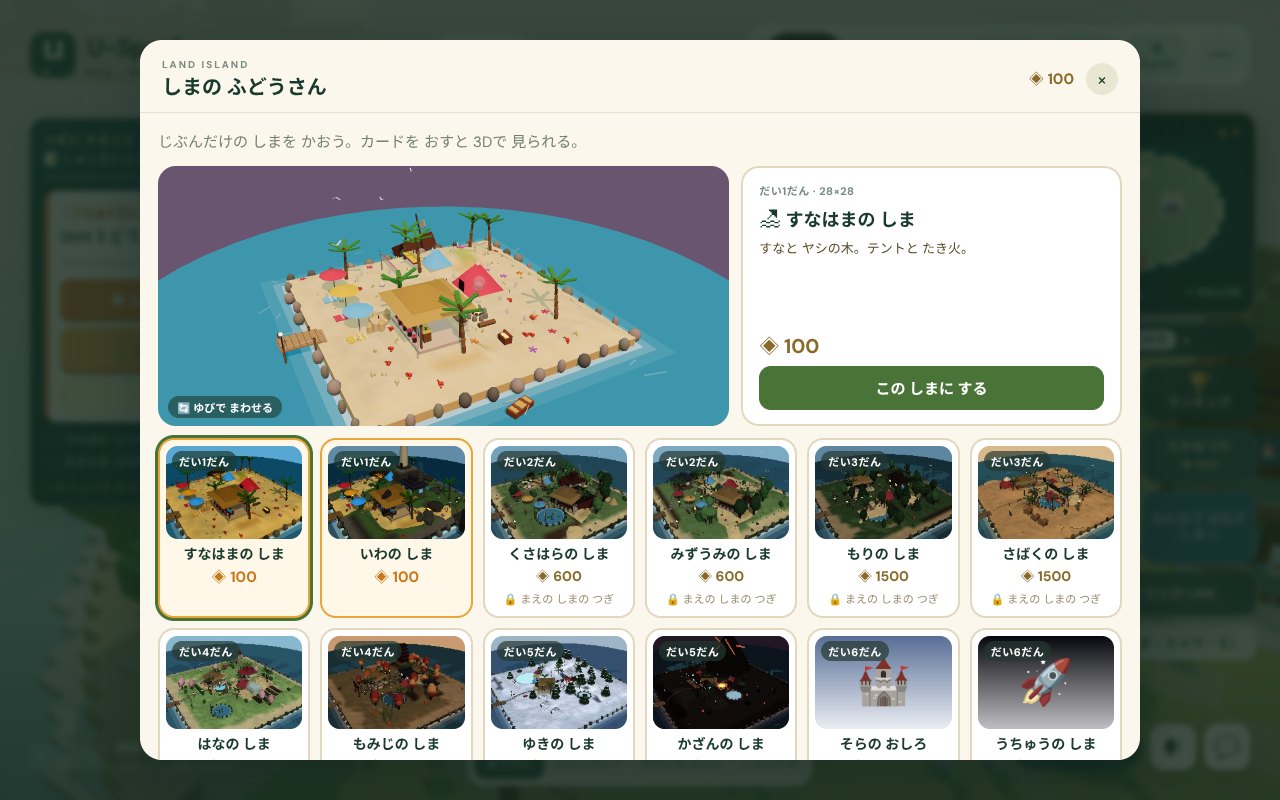 LAND ISLAND
しまの ふどうさん
100
×
じぶんだけの しまを かおう。カードを おすと 3Dで 見られる。
ゆびで まわせる
だい1だん · 28×28
すなはまの しま
すなと ヤシの木。テントと たき火。
100
この しまに する
だい1だん
すなはまの しま
100
だい1だん
いわの しま
100
だい2だん
くさはらの しま
600
まえの しまの つぎ
だい2だん
みずうみの しま
600
まえの しまの つぎ
だい3だん
もりの しま
1500
まえの しまの つぎ
だい3だん
さばくの しま
1500
まえの しまの つぎ
だい4だん
はなの しま
だい4だん
もみじの しま
だい5だん
ゆきの しま
だい5だん
かざんの しま
だい6だん
そらの おしろ
だい6だん
うちゅうの しま